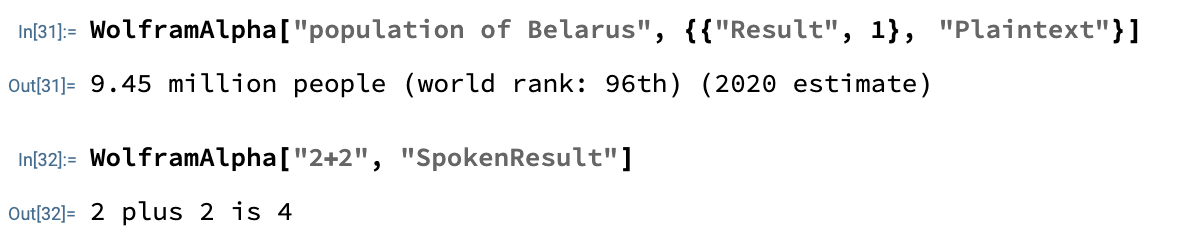 In[31]:= WolframAlpha["population of Belarus", {{"Result", 1}, "Plaintext"}]
Out[31]= 9.45 million people (world rank: 96th) (2020 estimate)
In[32]:= WolframAlpha["2+2", "SpokenResult"]
Out[32]= 2 plus 2 is 4